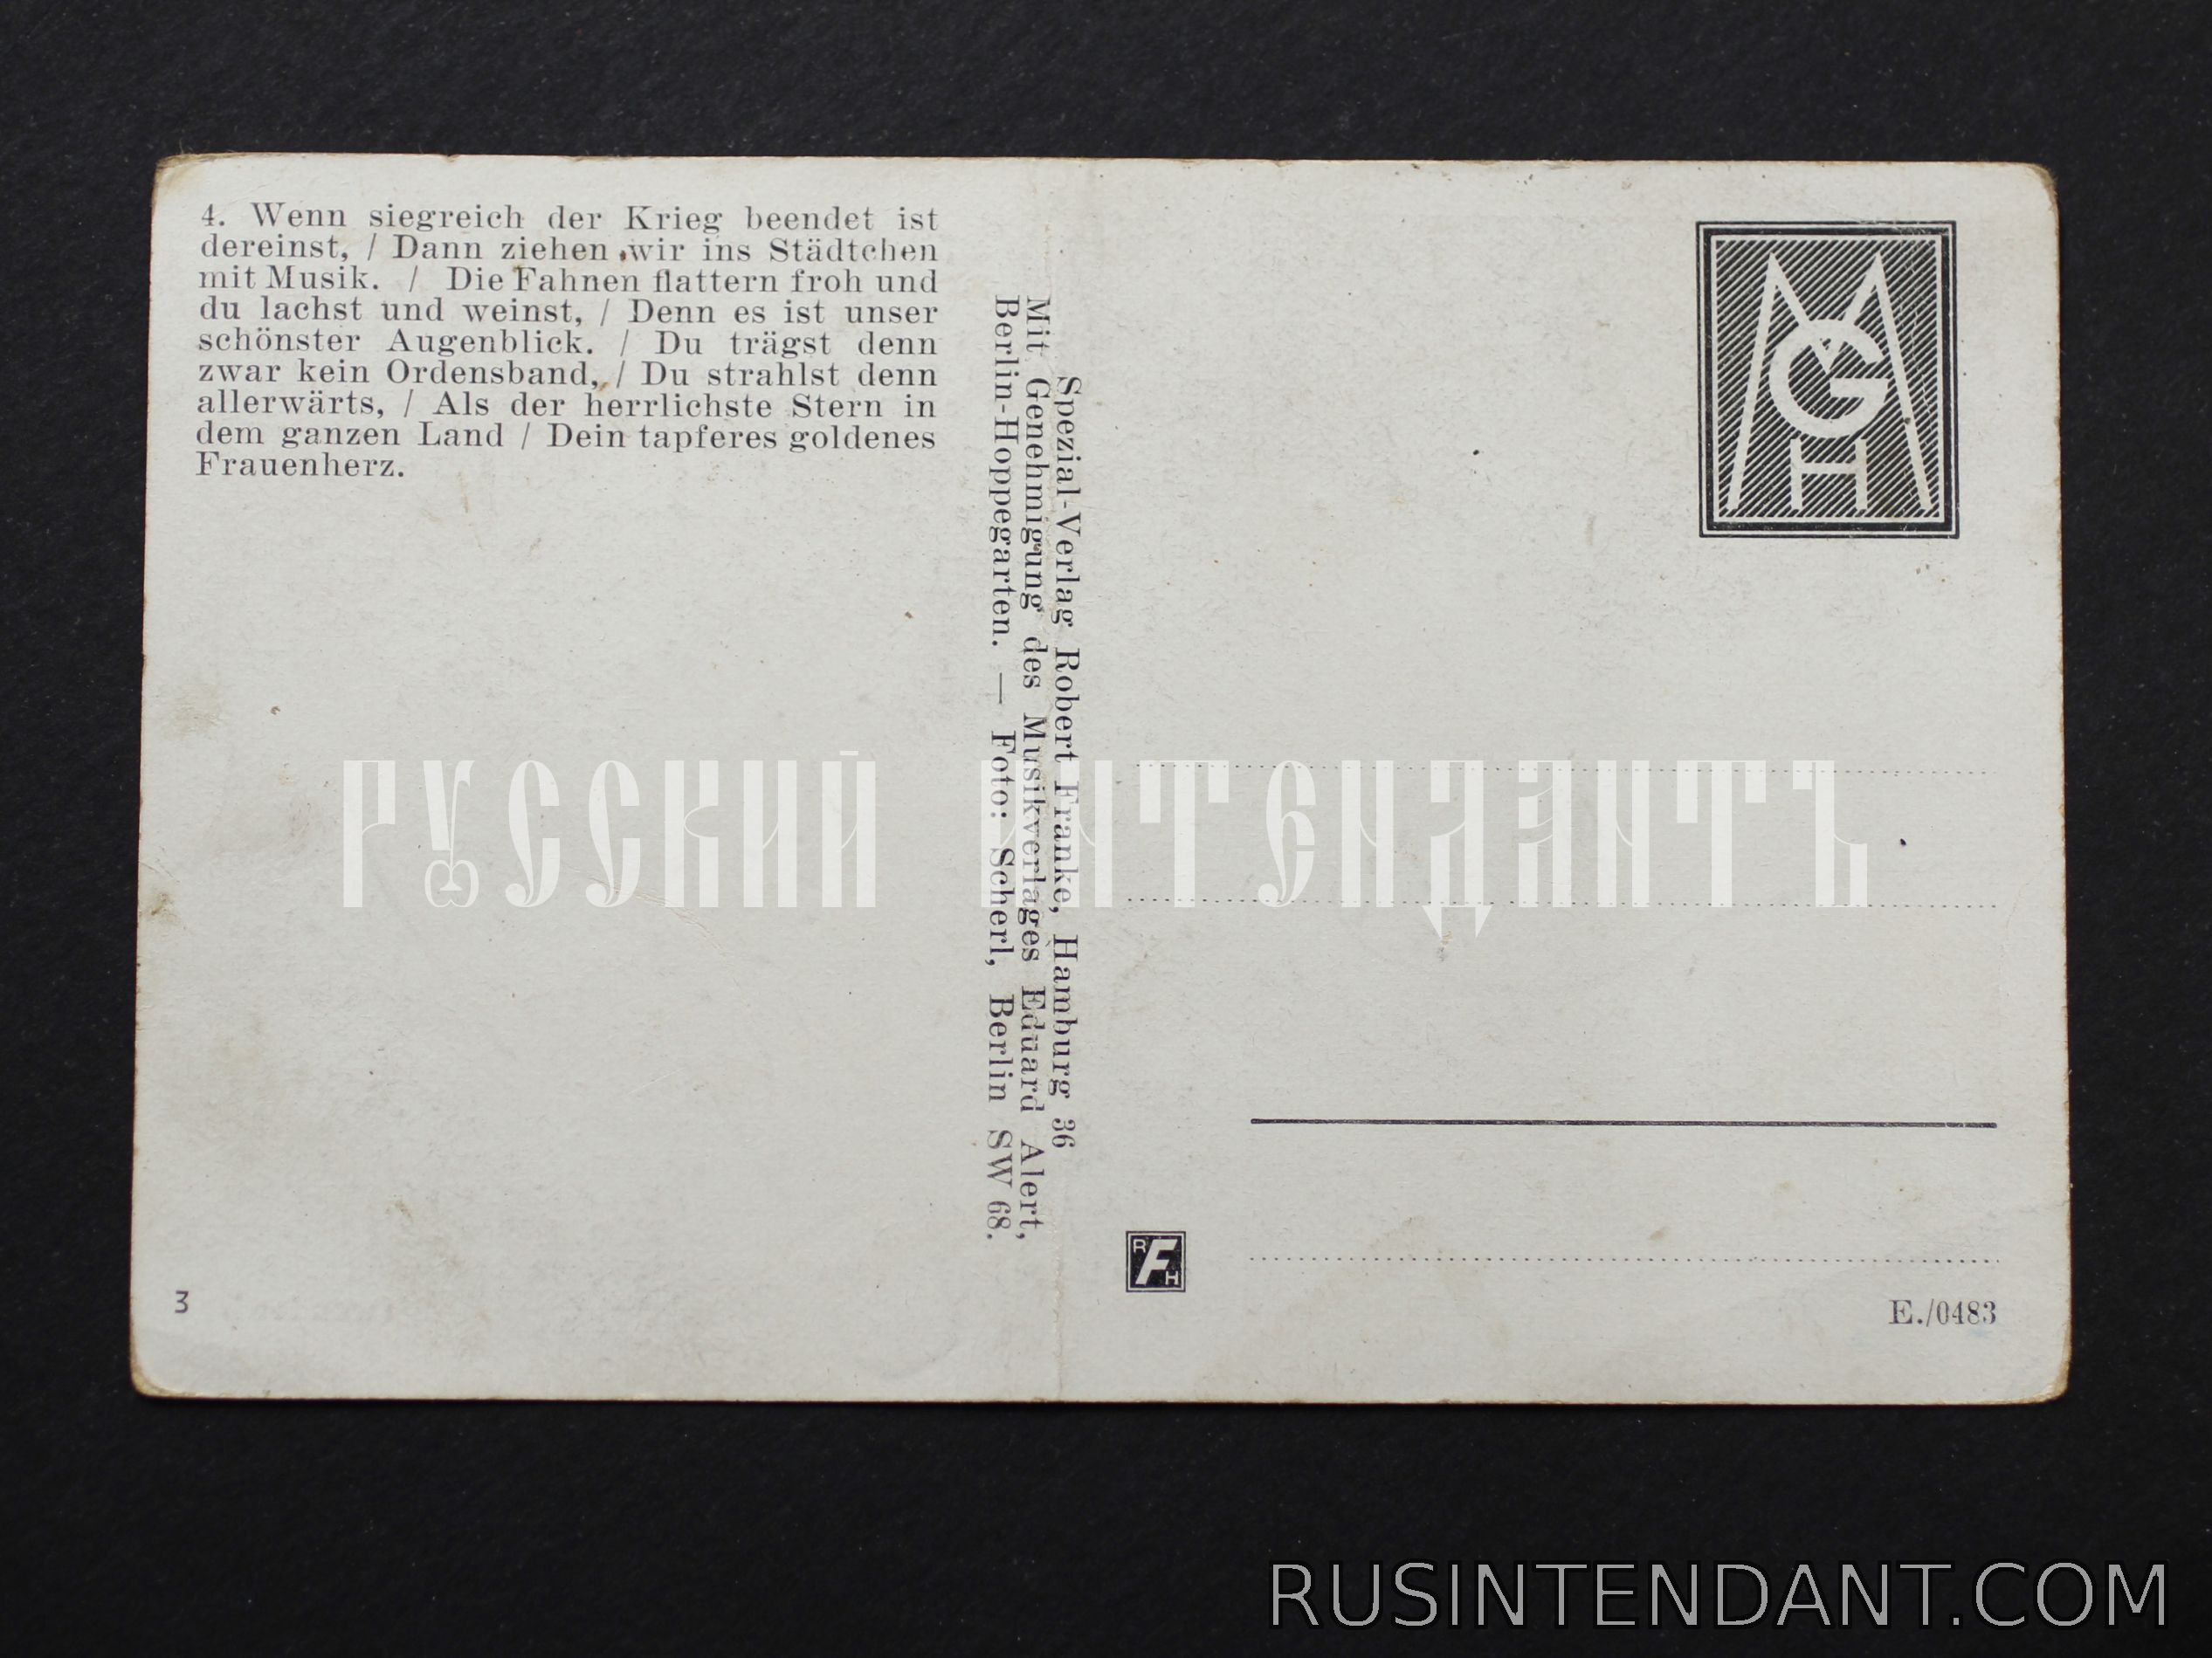 4. Wenn siegreich der Krieg beendet ist
dereinst, / Dann ziehen wir ins Städtchen
mit Musik. / Die Fahnen flattern froh und
du lachst und weinst, / Denn es ist unser
schönster Augenblick. / Du trägst denn
zwar kein Ordensband, / Du strahlst denn
allerwärts, / Als der herrlichste Stern in
dem ganzen Land / Dein tapferes goldenes
Frauenherz.
Spezial-Verlag Robert Franke, Hamburg 36
Mit Genehmigung des Musikverlages Eduard Alert,
Berlin-Hoppegarten. — Foto: Scherl, Berlin SW 68.
MGH
РУССКИЙ ИНТЕНДАНТЪ
RFH
3
E./0483
RUSINTENDANT.COM